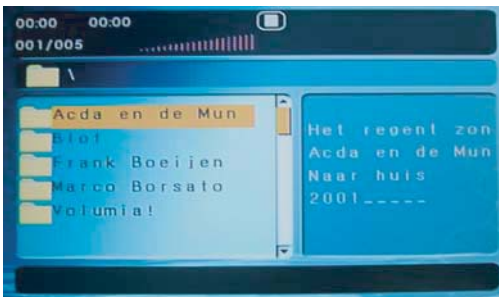 00:00 00:00
001/005
\
Acda en de Mun
Blof
Frank Boeijen
Marco Borsato
Volumia!
Het regent zon
Acda en de Mun
Naar huis
2001_____